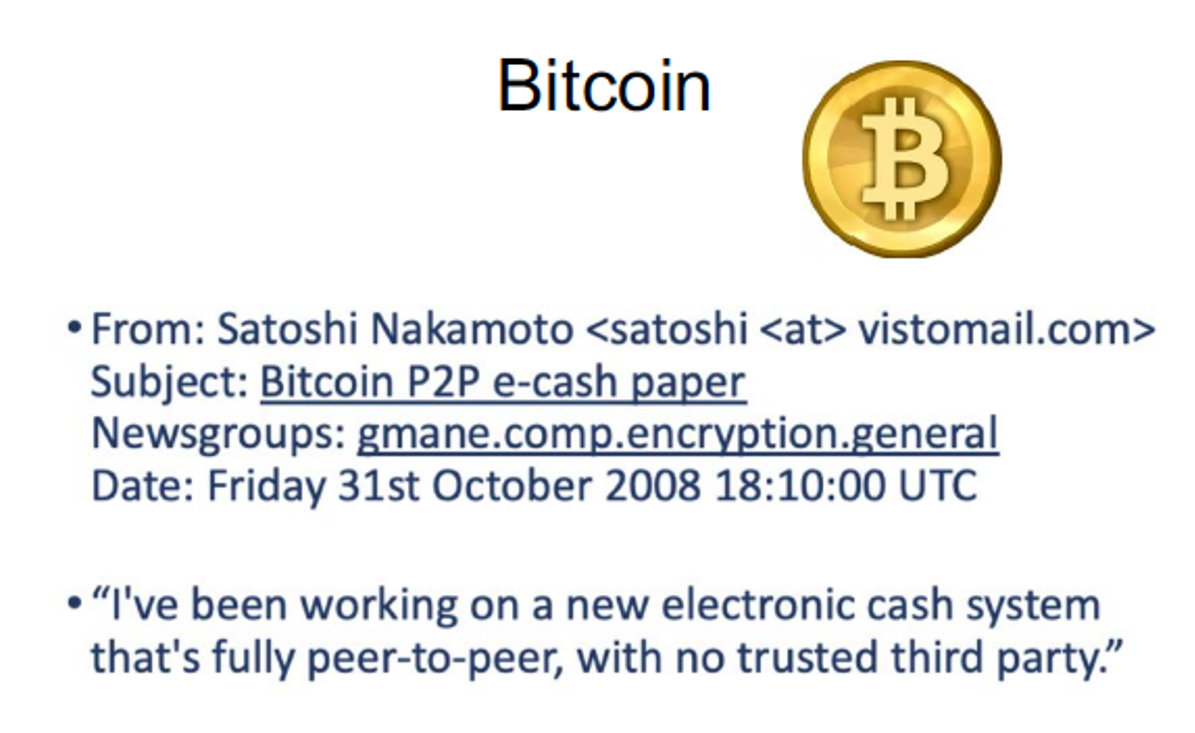 Bitcoin
• From: Satoshi Nakamoto <satoshi <at> vistomail.com>
Subject: Bitcoin P2P e-cash paper
Newsgroups: gmane.comp.encryption.general
Date: Friday 31st October 2008 18:10:00 UTC
• “I've been working on a new electronic cash system
that's fully peer-to-peer, with no trusted third party.”